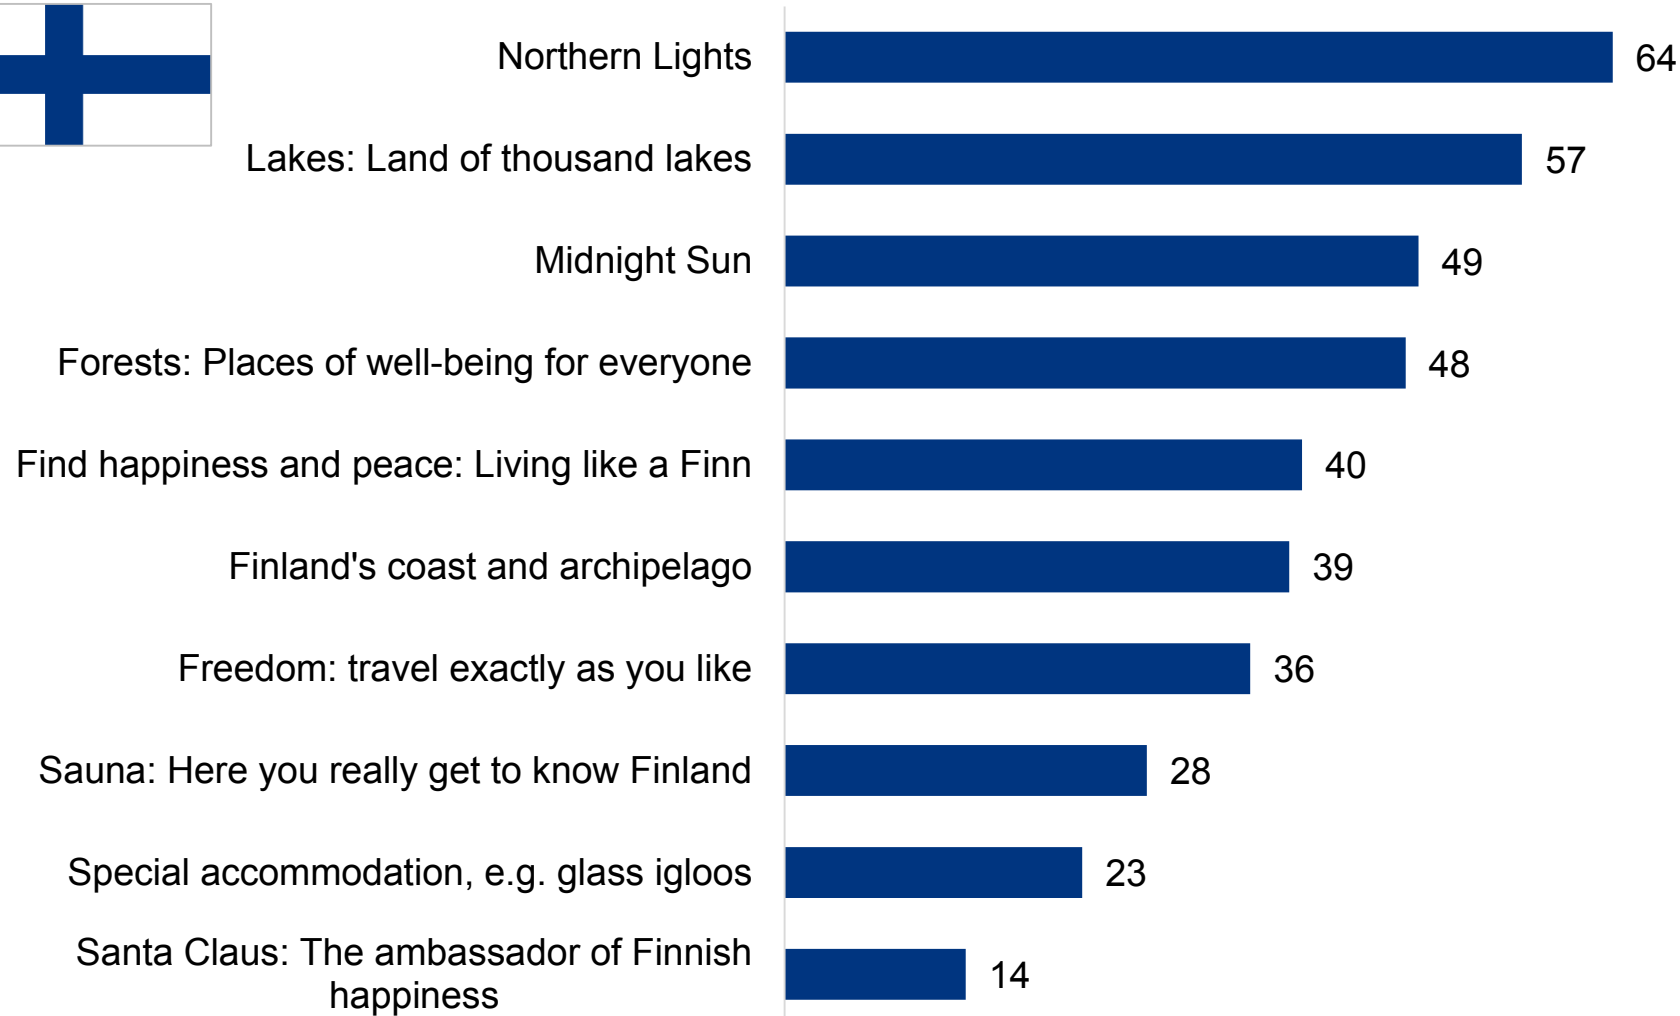 Northern Lights 64
Lakes: Land of thousand lakes 57
Midnight Sun 49
Forests: Places of well-being for everyone 48
Find happiness and peace: Living like a Finn 40
Finland's coast and archipelago 39
Freedom: travel exactly as you like 36
Sauna: Here you really get to know Finland 28
Special accommodation, e.g. glass igloos 23
Santa Claus: The ambassador of Finnish
happiness 14